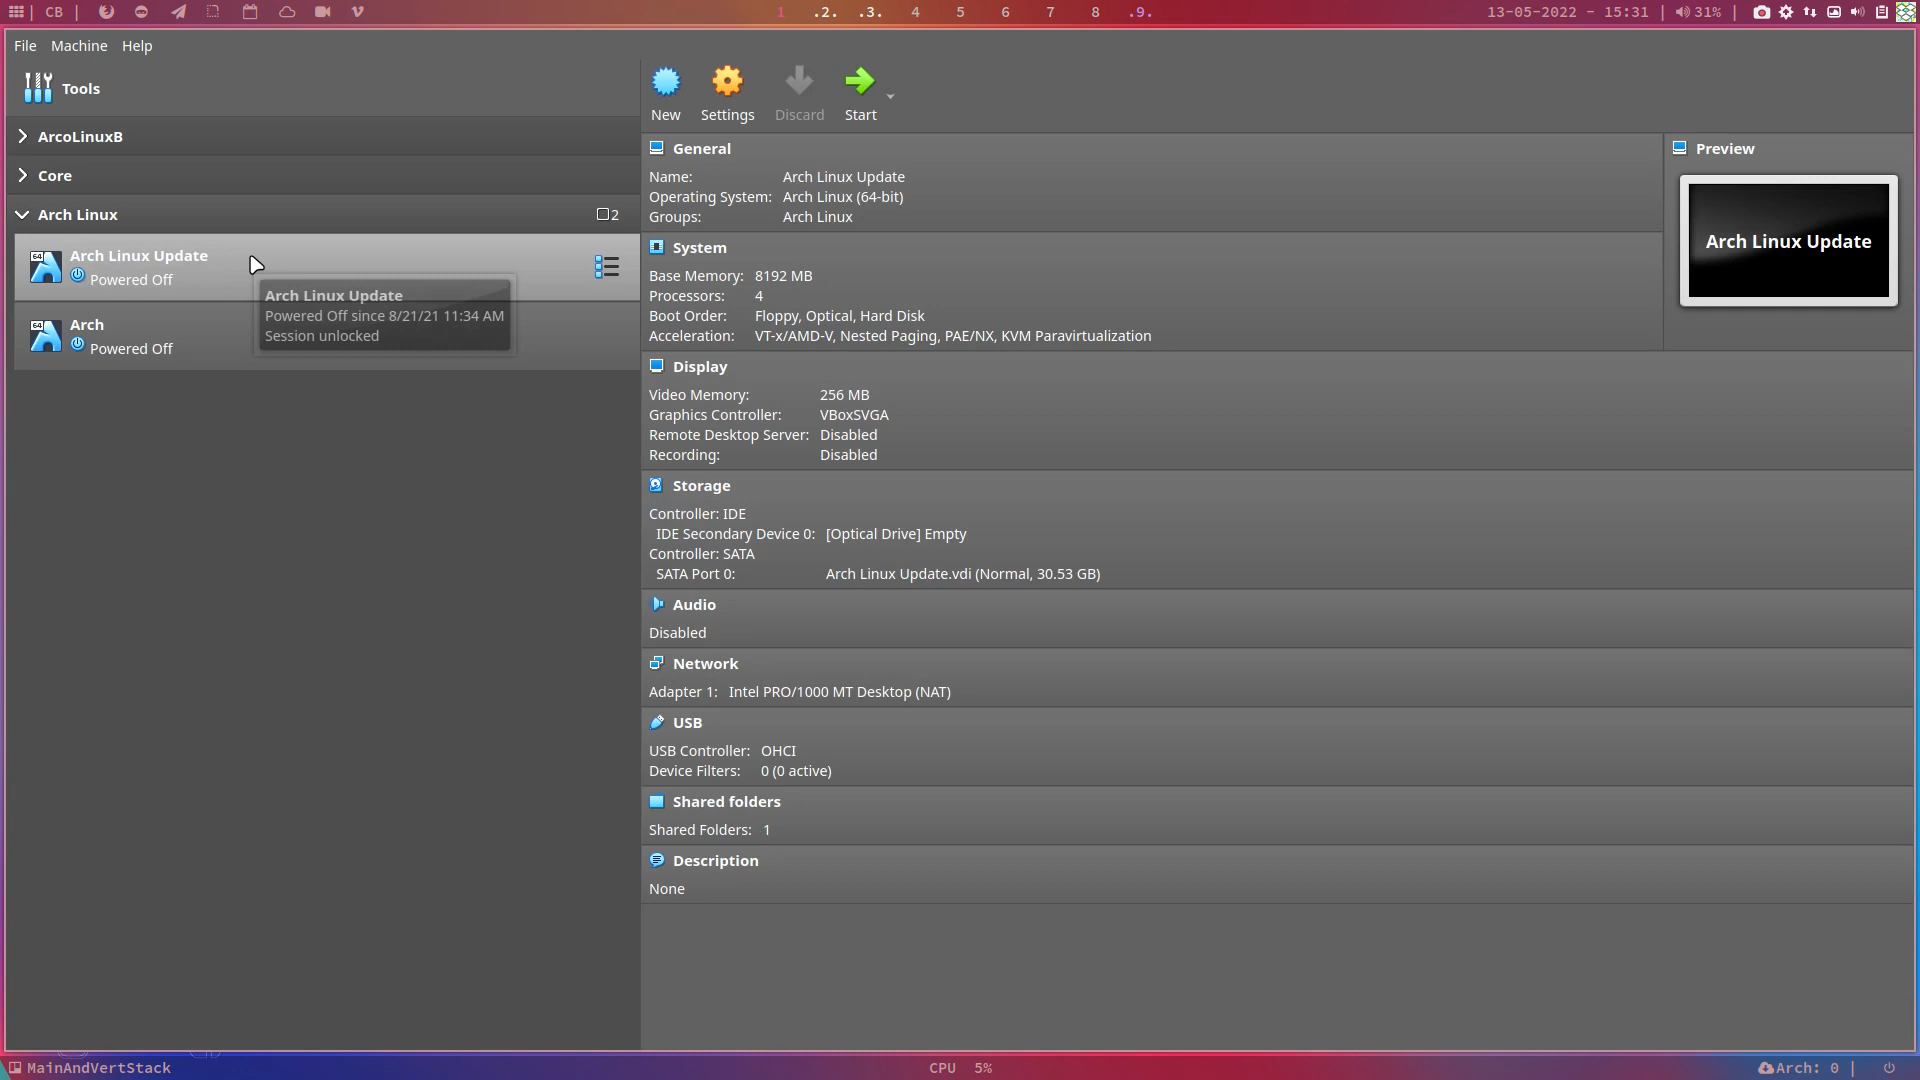 CB
1 .2. .3. 4 5 6 7 8 .9.
13-05-2022 - 15:31 | 31% |
File Machine Help
Tools
New Settings Discard Start
ArcoLinuxB
Core
Arch Linux 2
64
Arch Linux Update
Powered Off
64
Arch
Powered Off
Arch Linux Update
Powered Off since 8/21/21 11:34 AM
Session unlocked
General
Name: Arch Linux Update
Operating System: Arch Linux (64-bit)
Groups: Arch Linux
Preview
Arch Linux Update
System
Base Memory: 8192 MB
Processors: 4
Boot Order: Floppy, Optical, Hard Disk
Acceleration: VT-x/AMD-V, Nested Paging, PAE/NX, KVM Paravirtualization
Display
Video Memory: 256 MB
Graphics Controller: VBoxSVGA
Remote Desktop Server: Disabled
Recording: Disabled
Storage
Controller: IDE
IDE Secondary Device 0: [Optical Drive] Empty
Controller: SATA
SATA Port 0: Arch Linux Update.vdi (Normal, 30.53 GB)
Audio
Disabled
Network
Adapter 1: Intel PRO/1000 MT Desktop (NAT)
USB
USB Controller: OHCI
Device Filters: 0 (0 active)
Shared folders
Shared Folders: 1
Description
None
MainAndVertStack
CPU 5%
Arch: 0 |